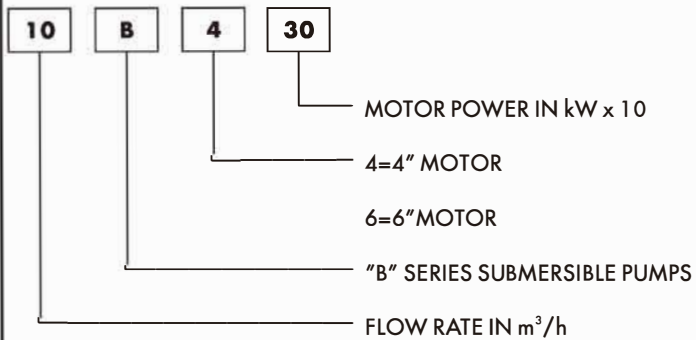 10 B 4 30
MOTOR POWER IN kW x 10
4=4" MOTOR
6=6"MOTOR
"B" SERIES SUBMERSIBLE PUMPS
FLOW RATE IN m³/h